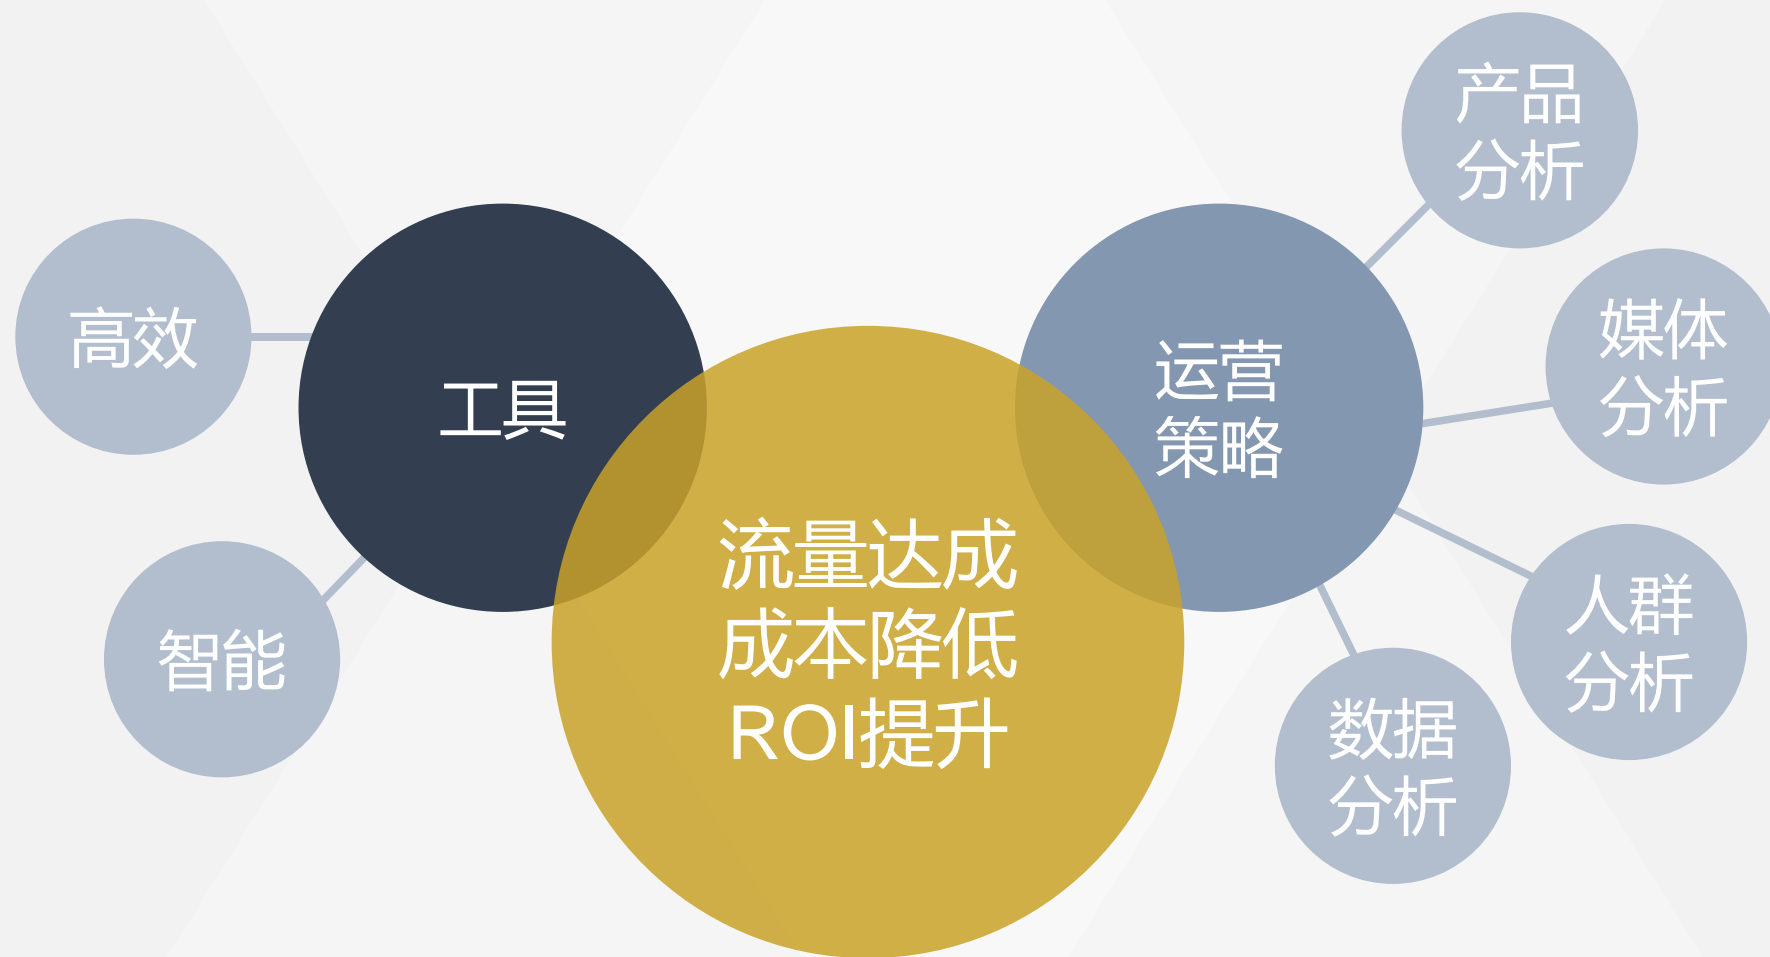 高效
智能
工具
流量达成
成本降低
ROI提升
运营
策略
产品
分析
媒体
分析
人群
分析
数据
分析